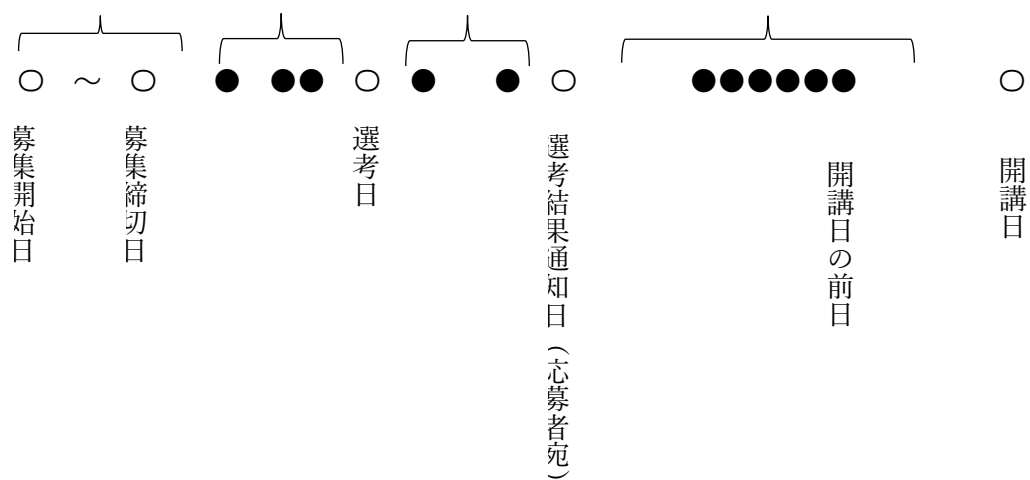 ○ ～ ○ ● ●● ○ ● ● ○ ●●●●●● ○
募集開始日
募集締切日
選考日
選考結果通知日（応募者宛）
開講日の前日
開講日